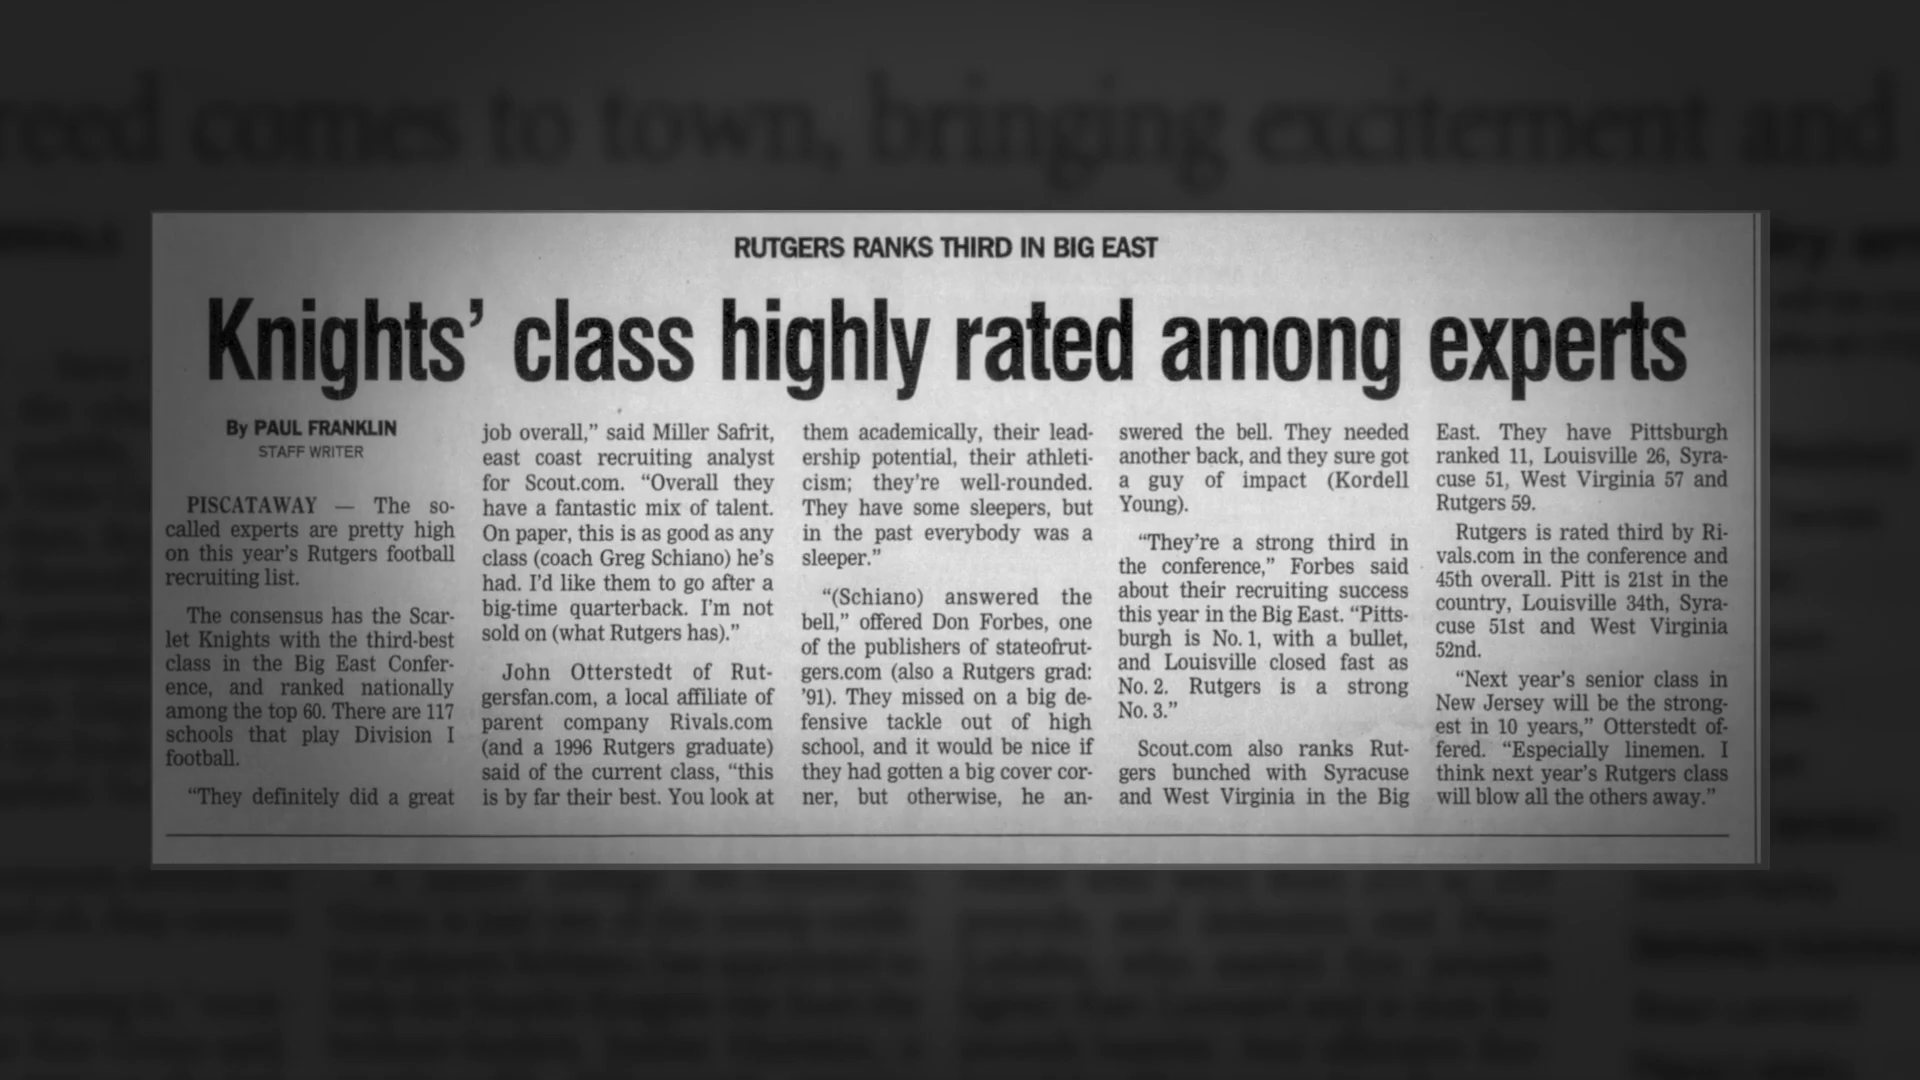 reed comes to town, bringing excitement and
RUTGERS RANKS THIRD IN BIG EAST
Knights’ class highly rated among experts
By PAUL FRANKLIN
STAFF WRITER
PISCATAWAY — The so-
called experts are pretty high
on this year’s Rutgers football
recruiting list.
The consensus has the Scar-
let Knights with the third-best
class in the Big East Confer-
ence, and ranked nationally
among the top 60. There are 117
schools that play Division I
football.
“They definitely did a great
job overall,” said Miller Safrit,
east coast recruiting analyst
for Scout.com. “Overall they
have a fantastic mix of talent.
On paper, this is as good as any
class (coach Greg Schiano) he’s
had. I’d like them to go after a
big-time quarterback. I’m not
sold on (what Rutgers has).”
John Otterstedt of Rut-
gersfan.com, a local affiliate of
parent company Rivals.com
(and a 1996 Rutgers graduate)
said of the current class, “this
is by far their best. You look at
them academically, their lead-
ership potential, their athleti-
cism; they’re well-rounded.
They have some sleepers, but
in the past everybody was a
sleeper.”
“(Schiano) answered the
bell,” offered Don Forbes, one
of the publishers of stateofrut-
gers.com (also a Rutgers grad:
’91). They missed on a big de-
fensive tackle out of high
school, and it would be nice if
they had gotten a big cover cor-
ner, but otherwise, he an-
swered the bell. They needed
another back, and they sure got
a guy of impact (Kordell
Young).
“They’re a strong third in
the conference,” Forbes said
about their recruiting success
this year in the Big East. “Pitts-
burgh is No. 1, with a bullet,
and Louisville closed fast as
No. 2. Rutgers is a strong
No. 3.”
Scout.com also ranks Rut-
gers bunched with Syracuse
and West Virginia in the Big
East. They have Pittsburgh
ranked 11, Louisville 26, Syra-
cuse 51, West Virginia 57 and
Rutgers 59.
Rutgers is rated third by Ri-
vals.com in the conference and
45th overall. Pitt is 21st in the
country, Louisville 34th, Syra-
cuse 51st and West Virginia
52nd.
“Next year’s senior class in
New Jersey will be the strong-
est in 10 years,” Otterstedt of-
fered. “Especially linemen. I
think next year’s Rutgers class
will blow all the others away.”